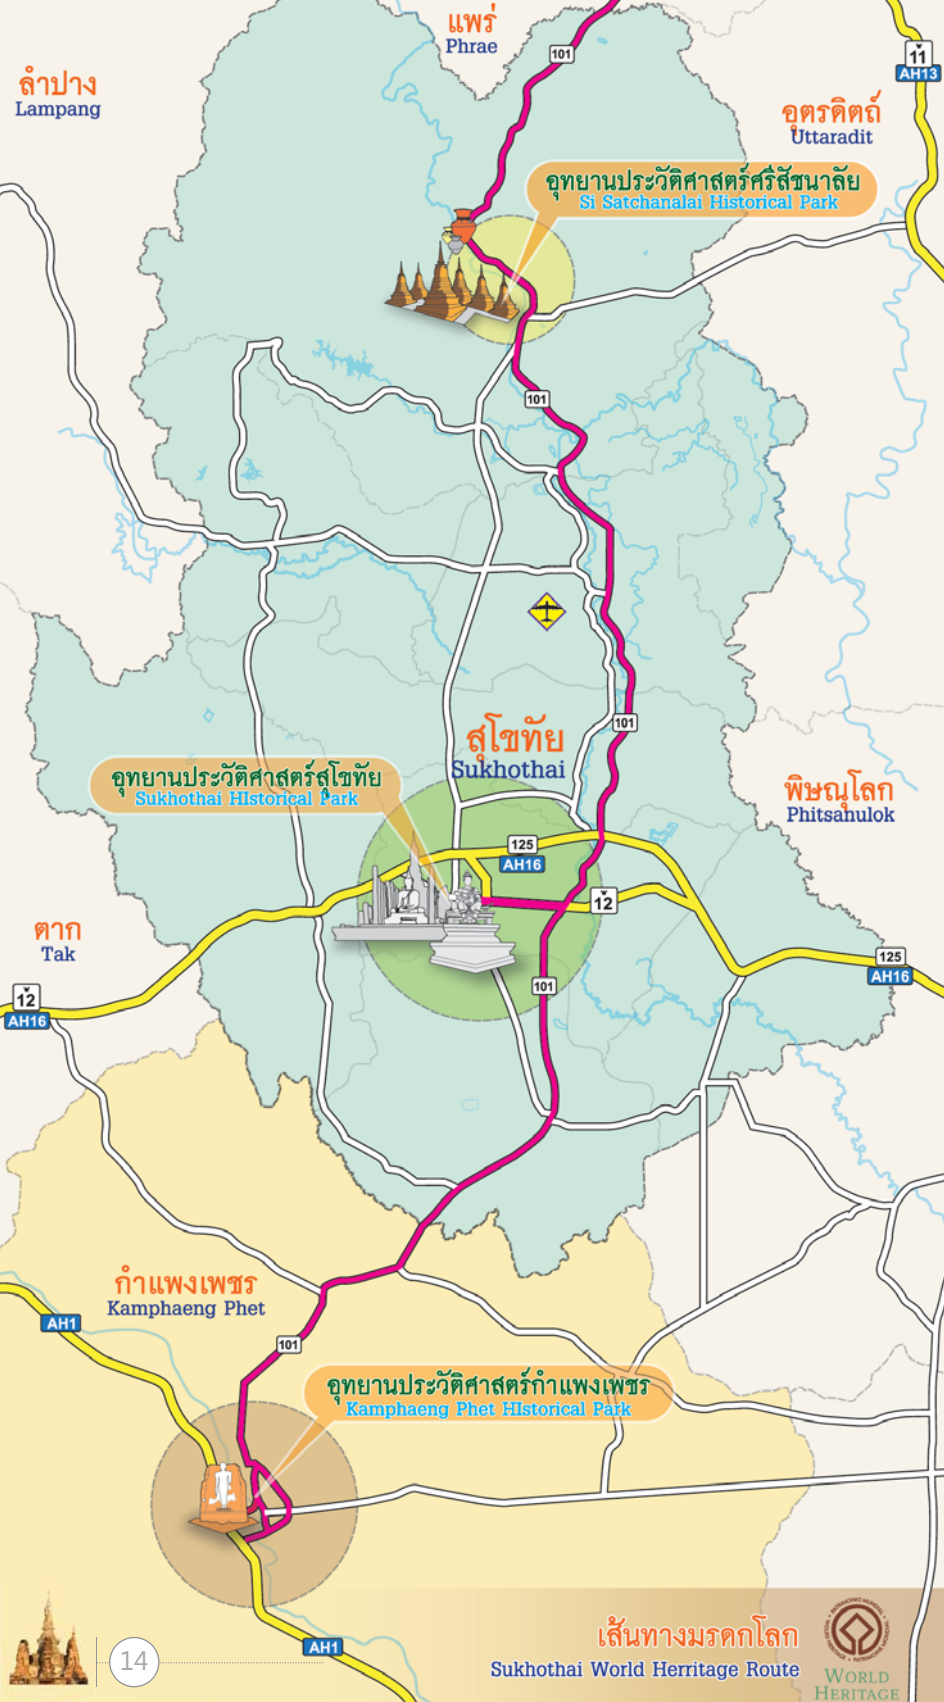 แพร่
Phrae
101
11
AH13
ลำปาง
Lampang
อุตรดิตถ์
Uttaradit
อุทยานประวัติศาสตร์ศรีสัชนาลัย
Si Satchanalai Historical Park
101
101
สุโขทัย
Sukhothai
อุทยานประวัติศาสตร์สุโขทัย
Sukhothai HIstorical Park
พิษณุโลก
Phitsanulok
125
AH16
12
ตาก
Tak
125
AH16
12
AH16
101
กำแพงเพชร
Kamphaeng Phet
AH1
101
อุทยานประวัติศาสตร์กำแพงเพชร
Kamphaeng Phet HIstorical Park
เส้นทางมรดกโลก
Sukhothai World Herritage Route
14
AH1
WORLD
HERITAGE